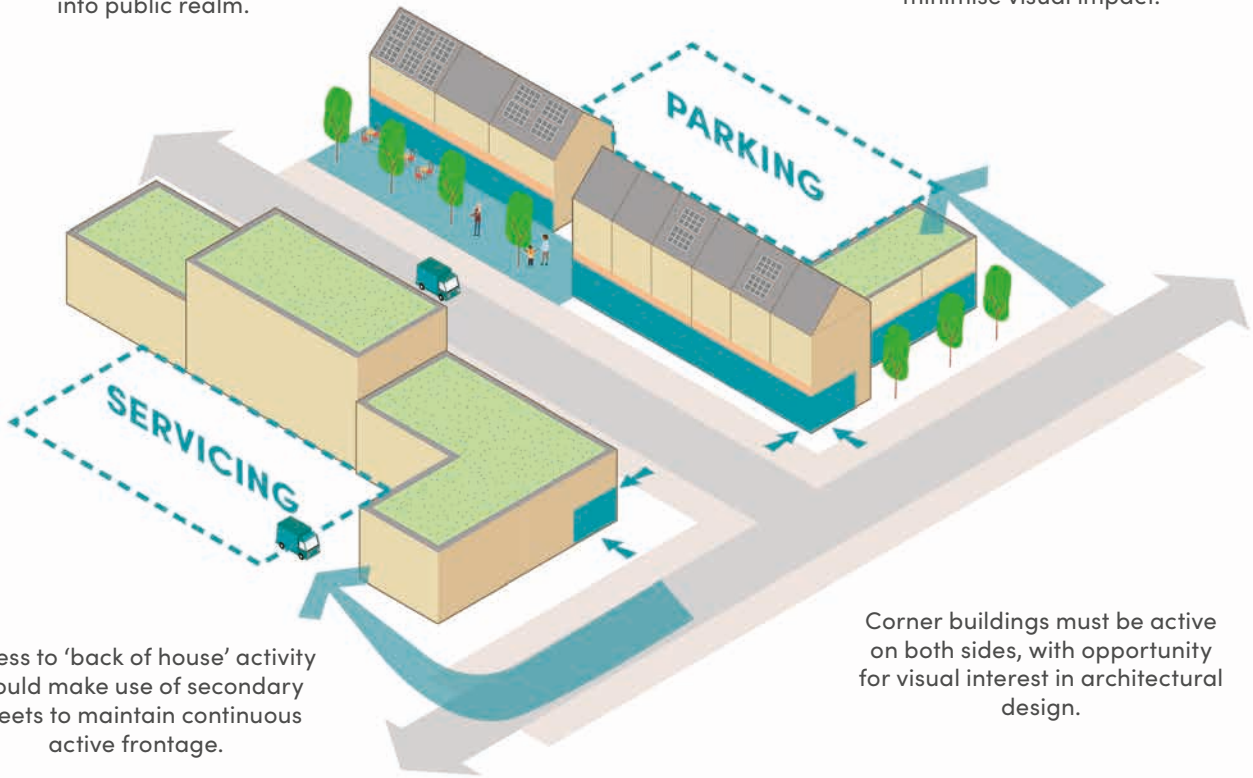 into public realm.
minimise visual impact.
PARKING
SERVICING
ess to ‘back of house’ activity
ould make use of secondary
eets to maintain continuous
active frontage.
Corner buildings must be active
on both sides, with opportunity
for visual interest in architectural
design.